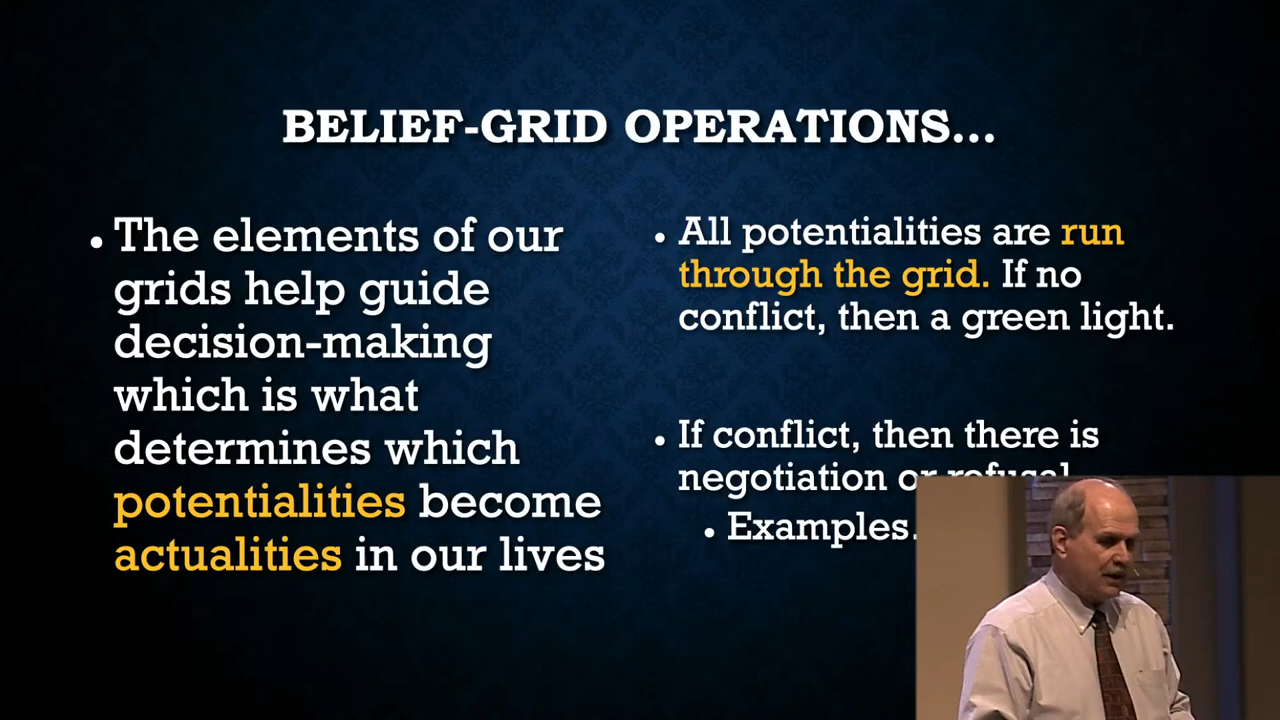 BELIEF-GRID OPERATIONS...
• The elements of our
grids help guide
decision-making
which is what
determines which
potentialities become
actualities in our lives
• All potentialities are run
through the grid. If no
conflict, then a green light.
• If conflict, then there is
negotiation or refusal
• Examples.